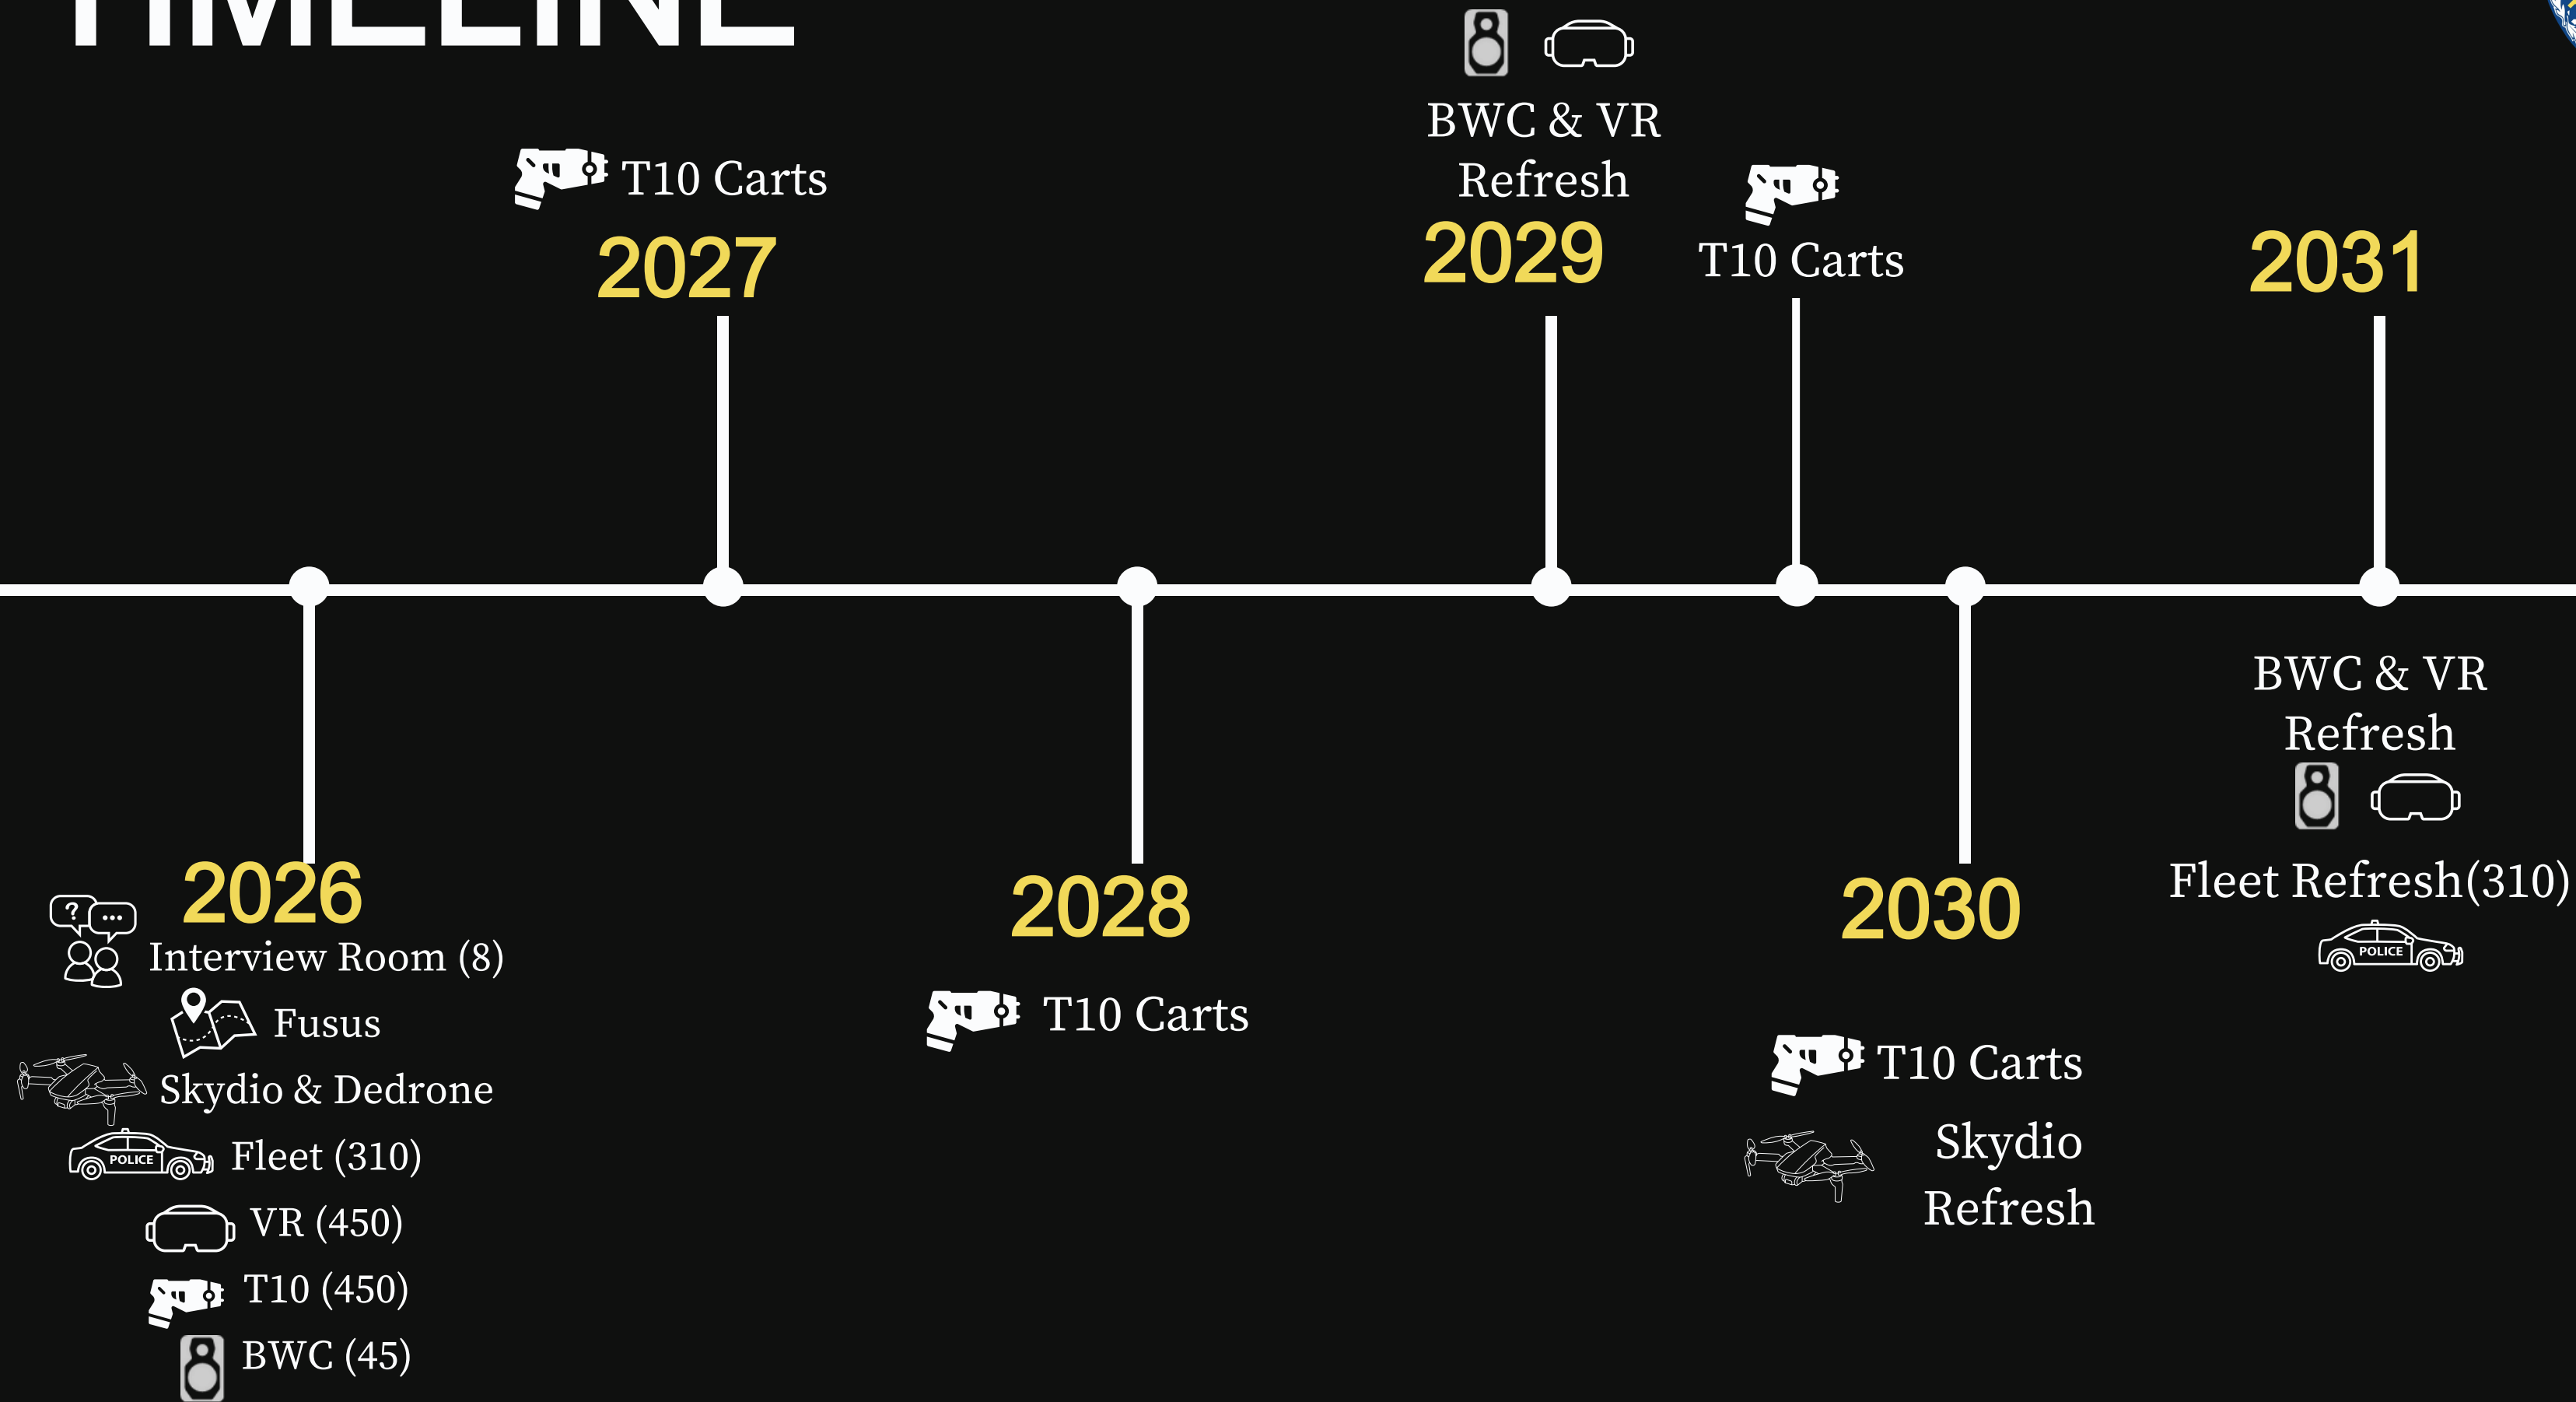 TIMELINE
BWC & VR
Refresh
T10 Carts
2027
2029
T10 Carts
2031
BWC & VR
Refresh
Fleet Refresh(310)
POLICE
2026
Interview Room (8)
Fusus
Skydio & Dedrone
POLICE
Fleet (310)
VR (450)
T10 (450)
BWC (45)
2028
T10 Carts
2030
T10 Carts
Skydio
Refresh